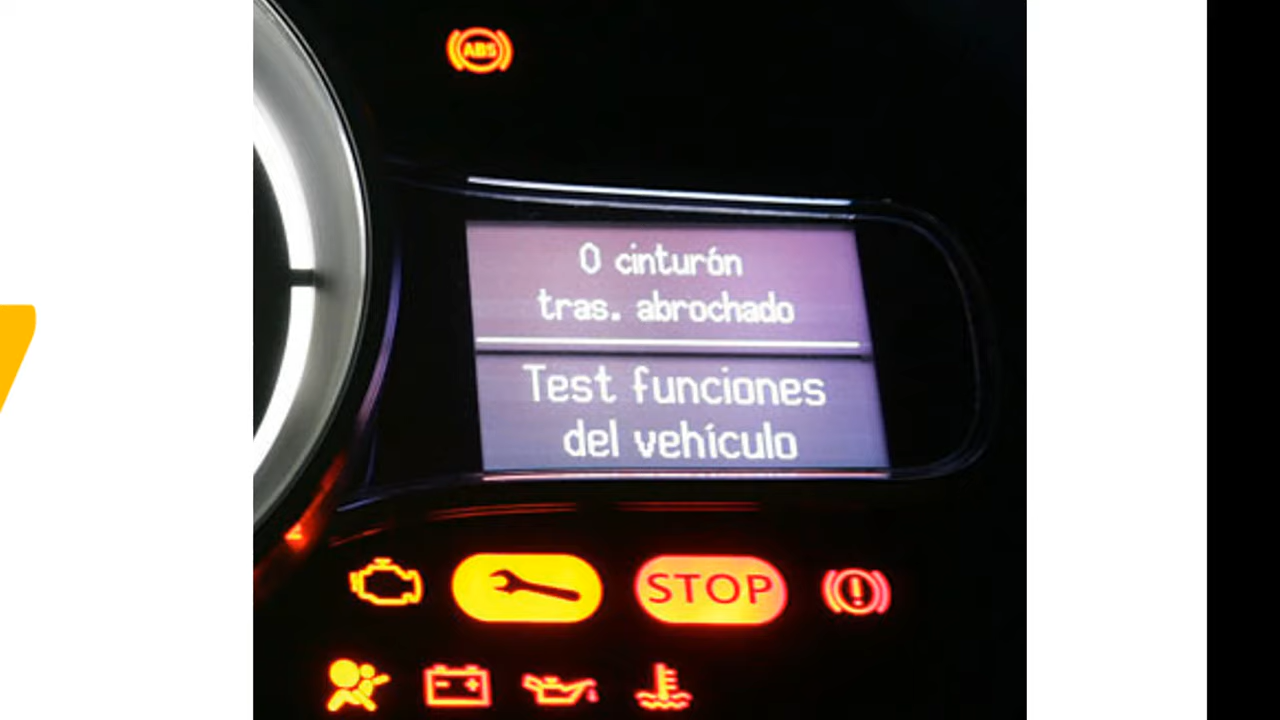 ABS
0 cinturón
tras. abrochado
Test funciones
del vehículo
STOP